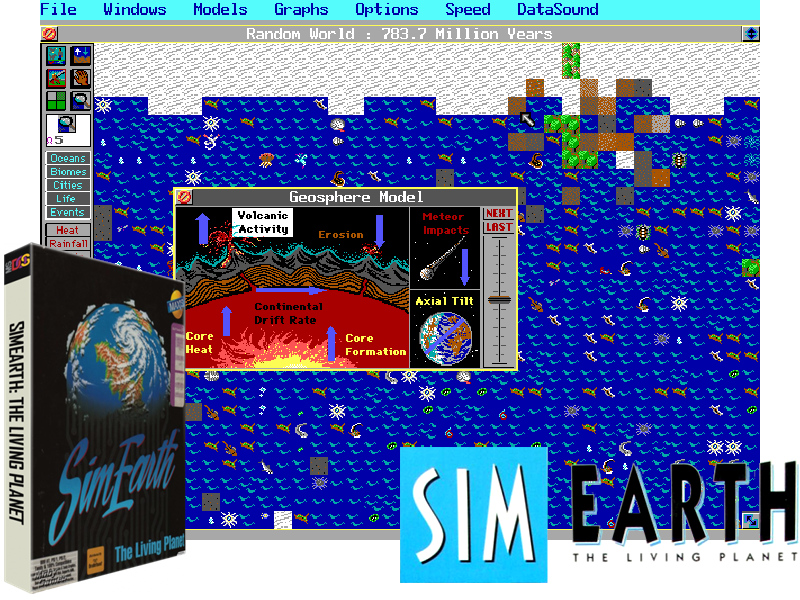 File Windows Models Graphs Options Speed DataSound
Random World : 783.7 Million Years
Ω5
Oceans
Biomes
Cities
Life
Events
Heat
Rainfall
Geosphere Model
Volcanic
Activity
Erosion
Continental
Drift Rate
Core
Heat
Core
Formation
Meteor
Impacts
Axial Tilt
NEXT
LAST
SIMEARTH: THE LIVING PLANET
SimEarth
The Living Planet
SIM EARTH
THE LIVING PLANET